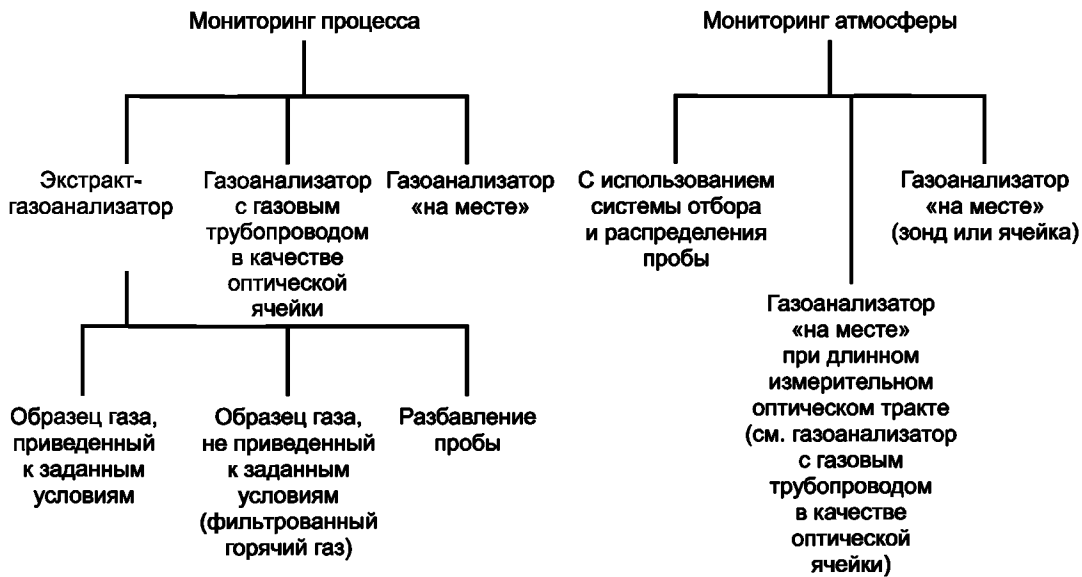 Мониторинг процесса
Мониторинг атмосферы
Экстракт-
газоанализатор
Газоанализатор
с газовым
трубопроводом
в качестве
оптической
ячейки
Газоанализатор
«на месте»
С использованием
системы отбора
и распределения
пробы
Газоанализатор
«на месте»
(зонд или ячейка)
Газоанализатор
«на месте»
при длинном
измерительном
оптическом тракте
(см. газоанализатор
с газовым
трубопроводом
в качестве
оптической
ячейки)
Образец газа,
приведенный
к заданным
условиям
Образец газа,
не приведенный
к заданным
условиям
(фильтрованный
горячий газ)
Разбавление
пробы